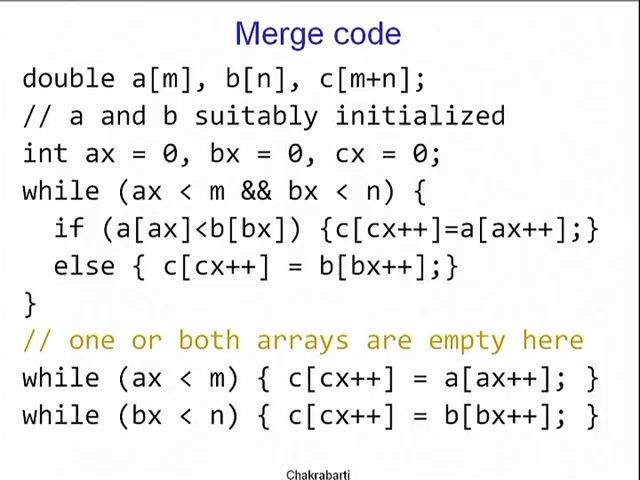 Merge code
double a[m], b[n], c[m+n];
// a and b suitably initialized
int ax = 0, bx = 0, cx = 0;
while (ax < m && bx < n) {
if (a[ax]<b[bx]) {c[cx++]=a[ax++];}
else { c[cx++] = b[bx++];}
}
// one or both arrays are empty here
while (ax < m) { c[cx++] = a[ax++]; }
while (bx < n) { c[cx++] = b[bx++]; }
Chakrabarti